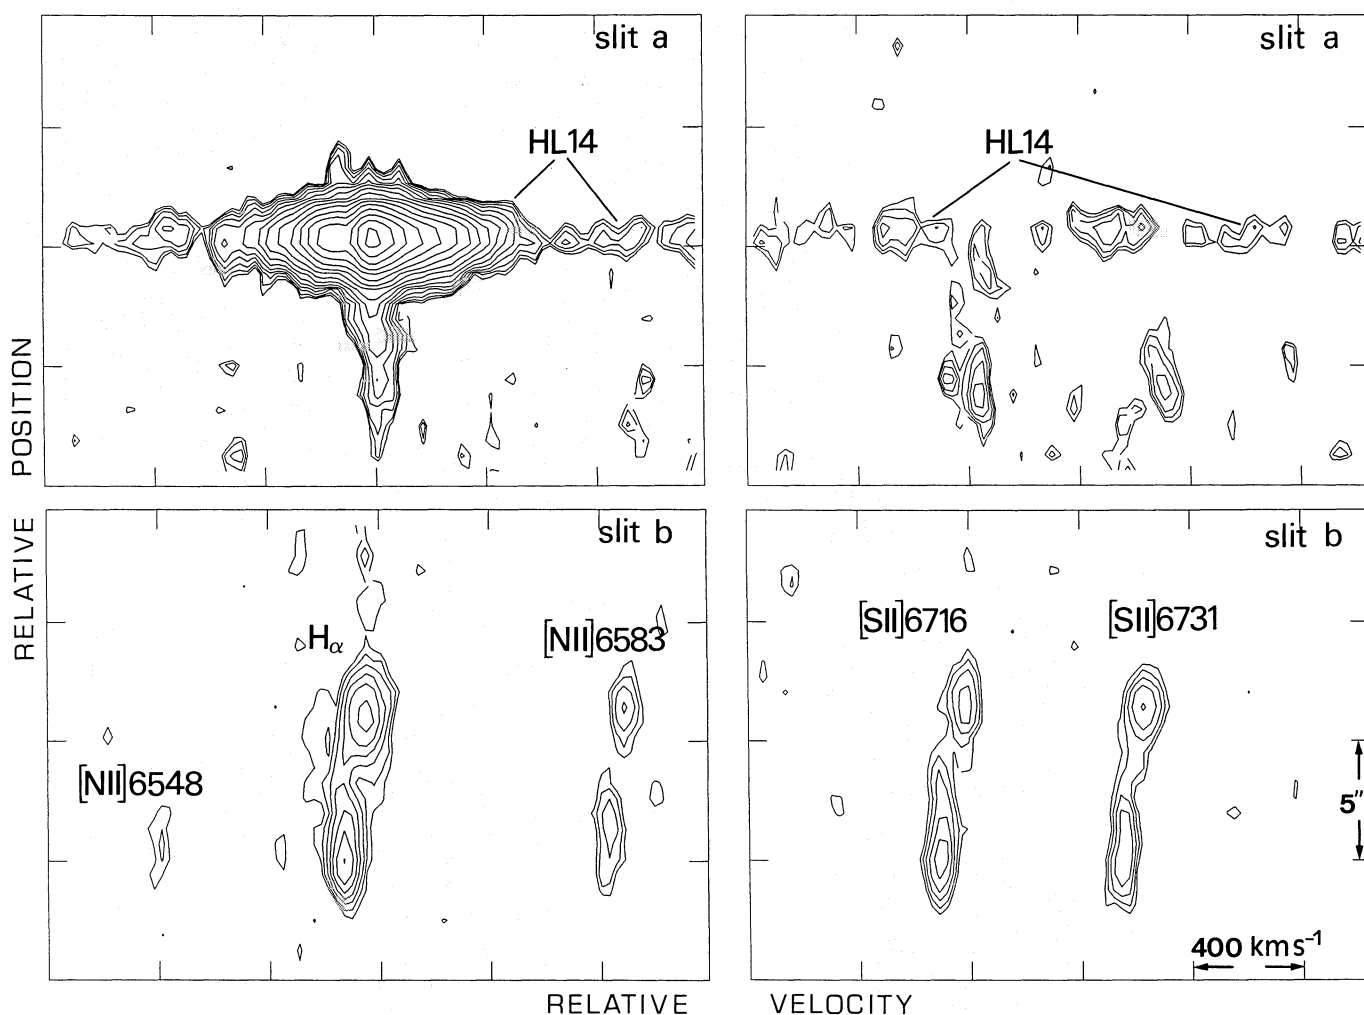 slit a
slit a
HL14
HL14
POSITION
slit b
slit b
RELATIVE
[SII]6716
[SII]6731
Hα
[NII]6583
[NII]6548
5″
400 km s⁻¹
RELATIVE
VELOCITY